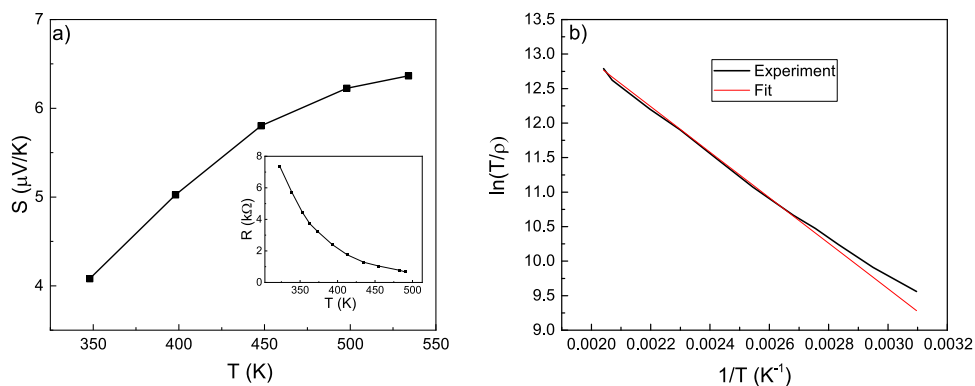 a)
7
6
5
4
S (μV/K)
350 400 450 500 550
T (K)
8
6
4
2
0
R (kΩ)
350 400 450 500
T (K)
b)
13.5
13.0
12.5
12.0
11.5
11.0
10.5
10.0
9.5
9.0
ln(T/ρ)
Experiment
Fit
0.0020 0.0022 0.0024 0.0026 0.0028 0.0030 0.0032
1/T (K⁻¹)